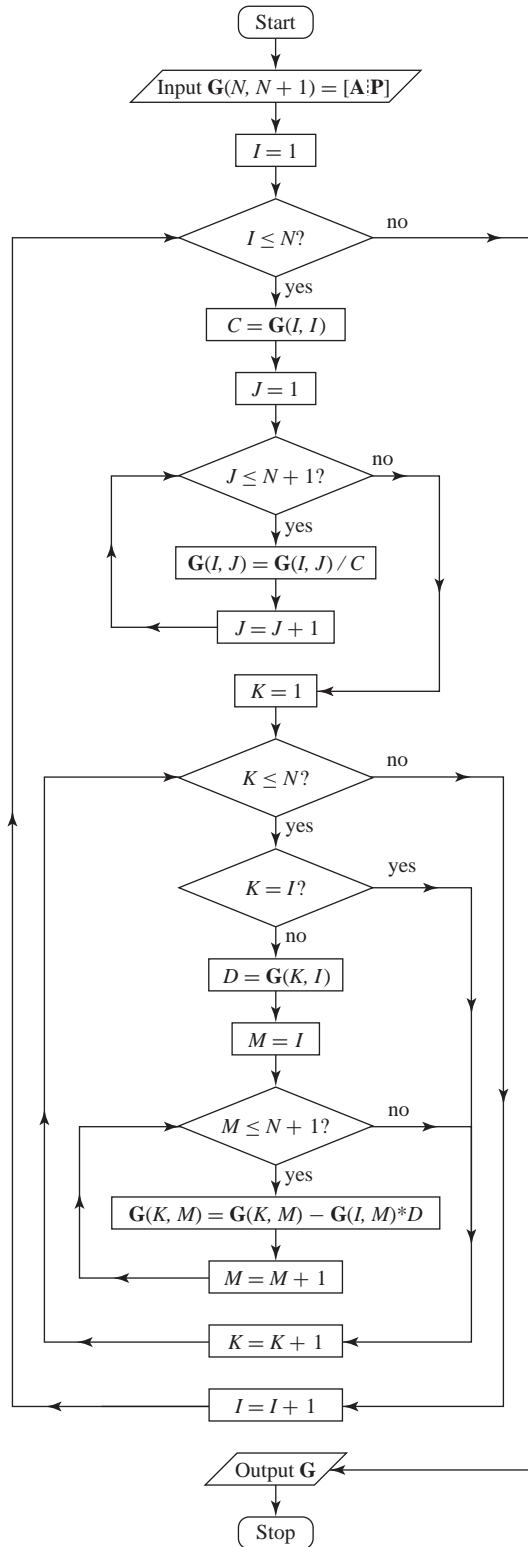 Start
Input G(N, N + 1) = [A⋮P]
I = 1
I ≤ N?
no
yes
C = G(I, I)
J = 1
J ≤ N + 1?
no
yes
G(I, J) = G(I, J) / C
J = J + 1
K = 1
K ≤ N?
no
yes
K = I?
yes
no
D = G(K, I)
M = I
M ≤ N + 1?
no
yes
G(K, M) = G(K, M) − G(I, M)*D
M = M + 1
K = K + 1
I = I + 1
Output G
Stop